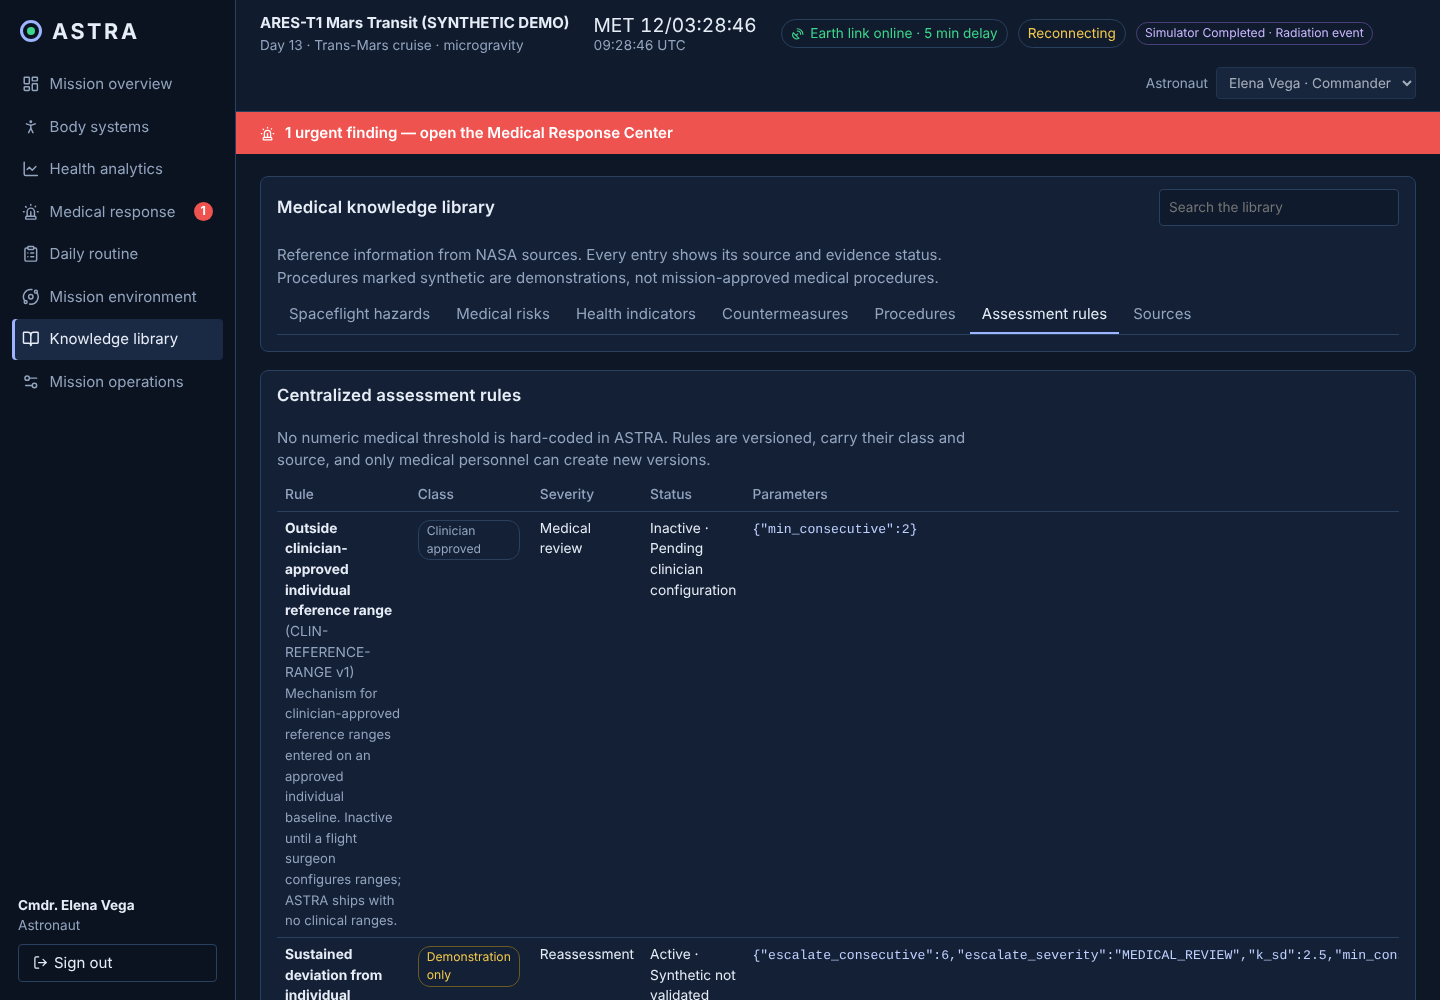 ASTRA
Mission overview
Body systems
Health analytics
Medical response 1
Daily routine
Mission environment
Knowledge library
Mission operations
Cmdr. Elena Vega
Astronaut
Sign out
ARES-T1 Mars Transit (SYNTHETIC DEMO)
Day 13 · Trans-Mars cruise · microgravity
MET 12/03:28:46
09:28:46 UTC
Earth link online · 5 min delay
Reconnecting
Simulator Completed · Radiation event
Astronaut
Elena Vega · Commander
1 urgent finding — open the Medical Response Center
Medical knowledge library
Search the library
Reference information from NASA sources. Every entry shows its source and evidence status.
Procedures marked synthetic are demonstrations, not mission-approved medical procedures.
Spaceflight hazards Medical risks Health indicators Countermeasures Procedures Assessment rules Sources
Centralized assessment rules
No numeric medical threshold is hard-coded in ASTRA. Rules are versioned, carry their class and
source, and only medical personnel can create new versions.
Rule Class Severity Status Parameters
Outside
clinician-
approved
individual
reference range
(CLIN-
REFERENCE-
RANGE v1)
Mechanism for
clinician-approved
reference ranges
entered on an
approved
individual
baseline. Inactive
until a flight
surgeon
configures ranges;
ASTRA ships with
no clinical ranges.
Clinician
approved
Medical
review
Inactive ·
Pending
clinician
configuration
{"min_consecutive":2}
Sustained
deviation from
individual
Demonstration
only
Reassessment
Active ·
Synthetic not
validated
{"escalate_consecutive":6,"escalate_severity":"MEDICAL_REVIEW","k_sd":2.5,"min_con